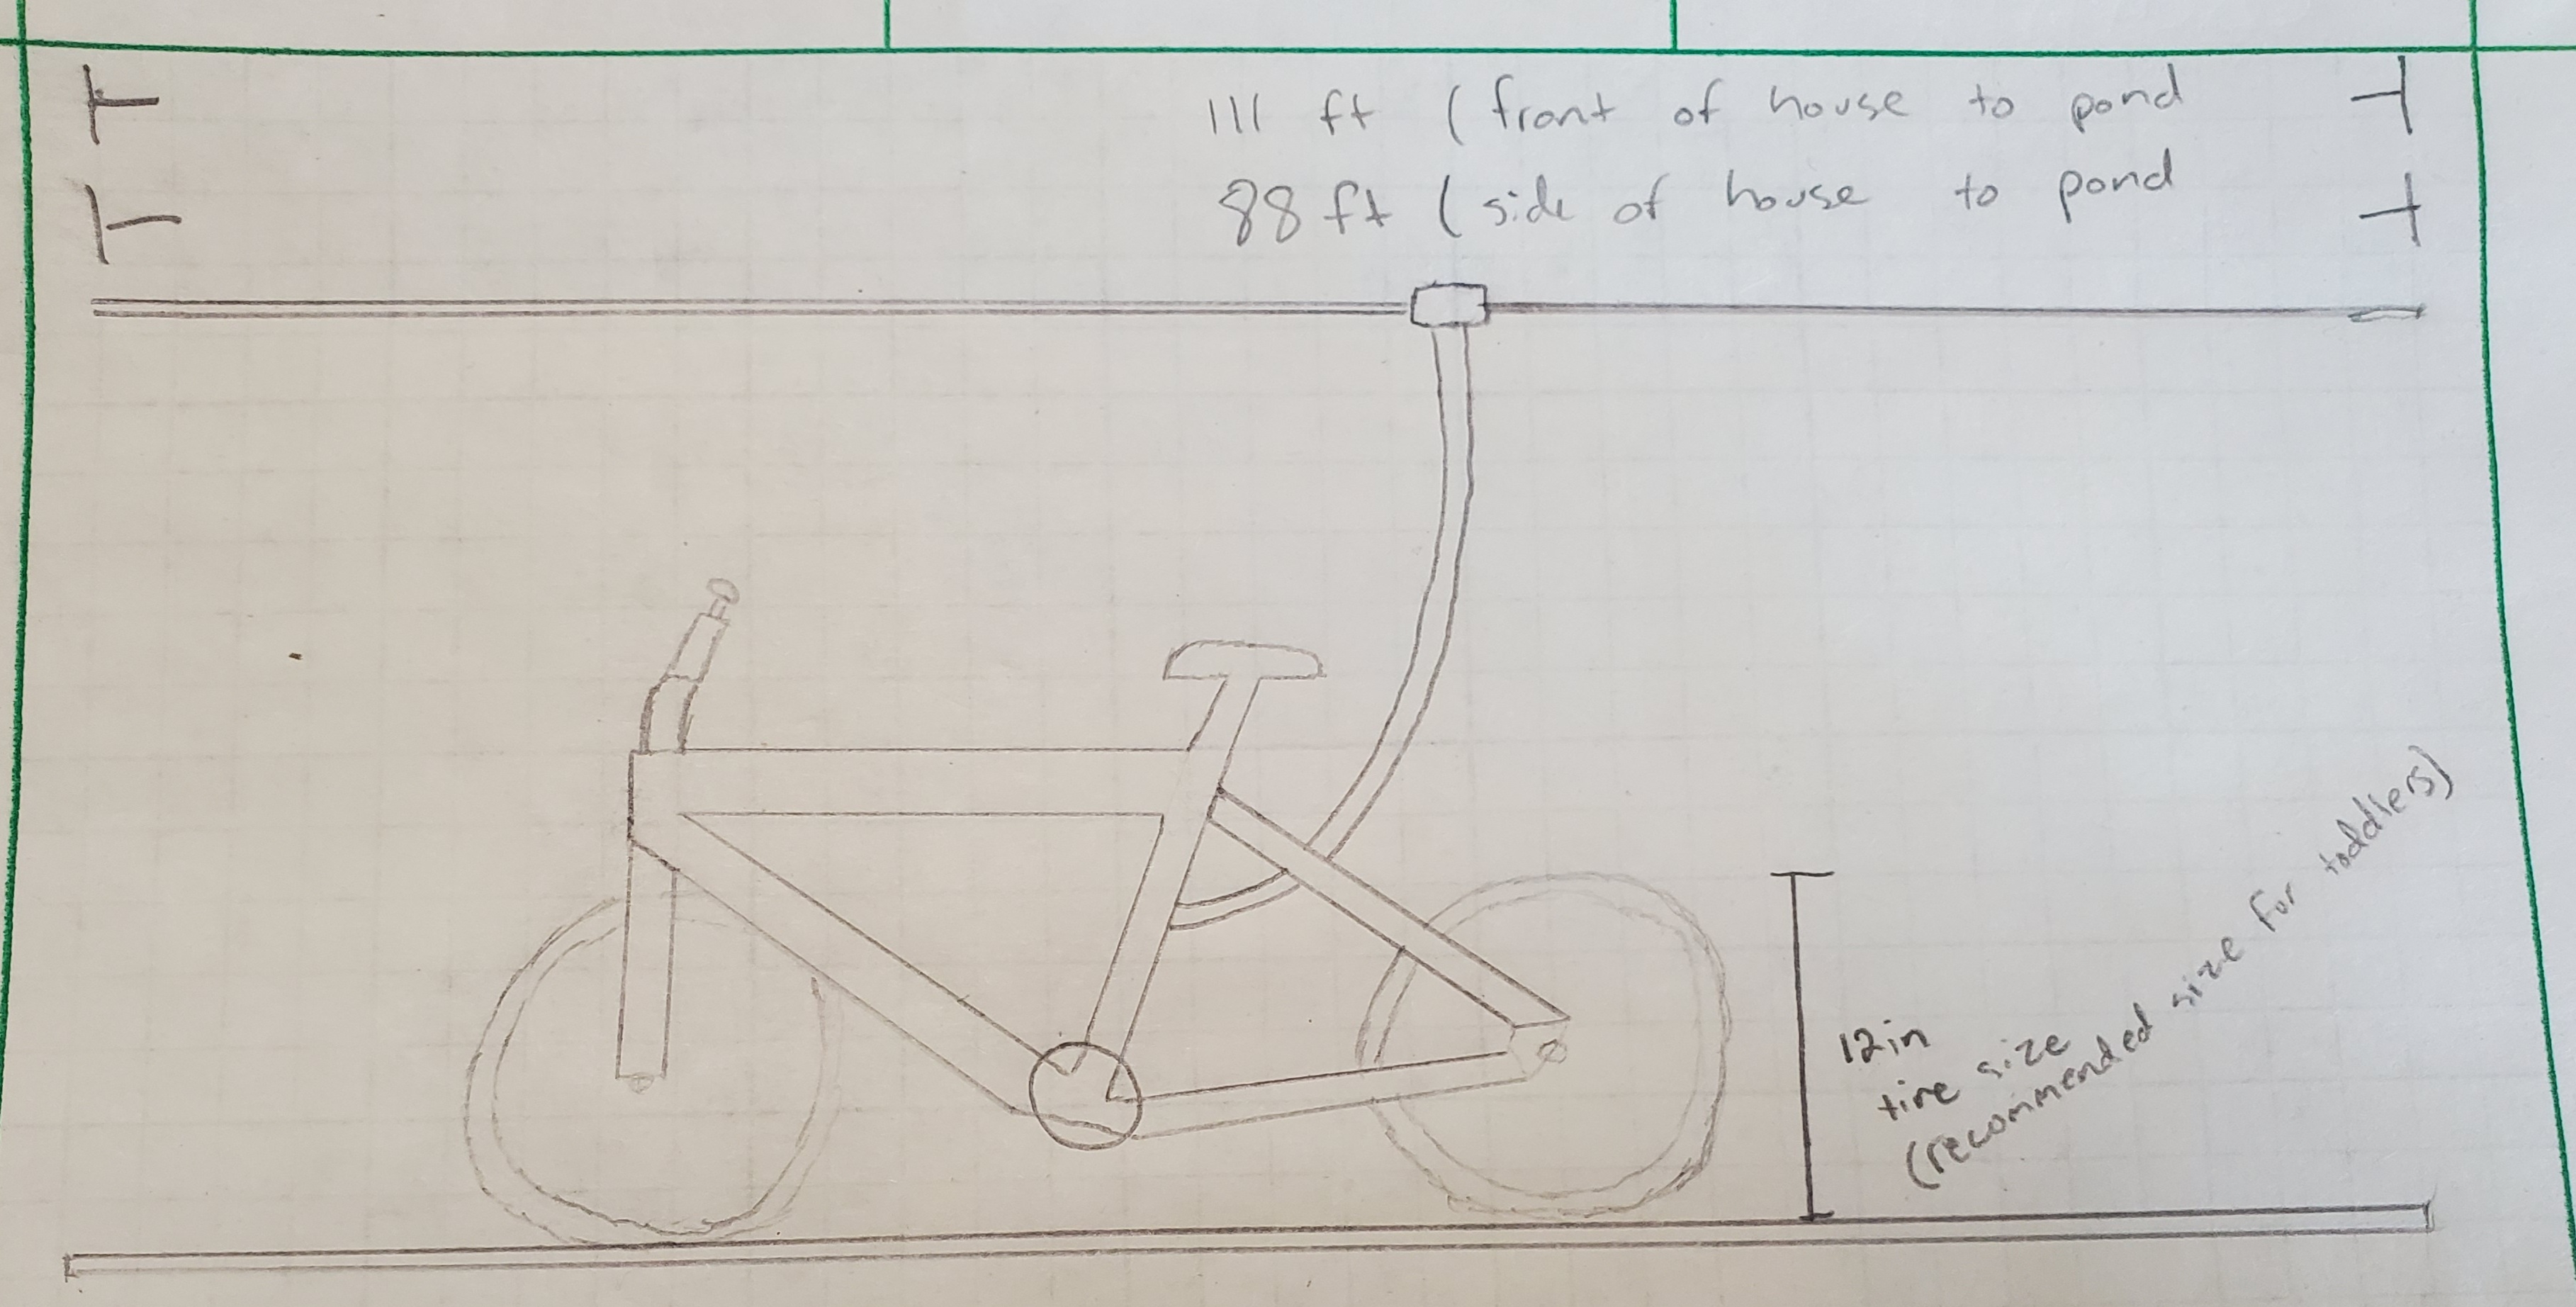 111 ft (front of house to pond
88 ft (side of house to pond
12in
tire size
(recommended size for toddlers)